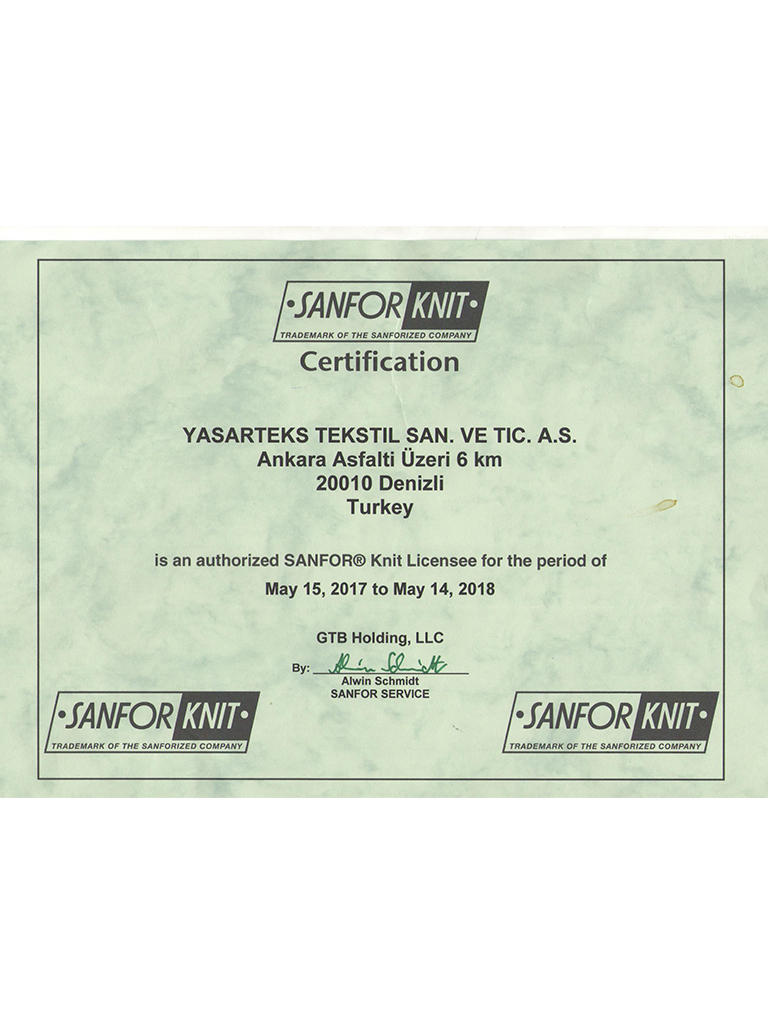 •SANFOR KNIT•
TRADEMARK OF THE SANFORIZED COMPANY
Certification
YASARTEKS TEKSTIL SAN. VE TIC. A.S.
Ankara Asfalti Üzeri 6 km
20010 Denizli
Turkey
is an authorized SANFOR® Knit Licensee for the period of
May 15, 2017 to May 14, 2018
GTB Holding, LLC
By: Alwin Schmidt
Alwin Schmidt
SANFOR SERVICE
•SANFOR KNIT•
TRADEMARK OF THE SANFORIZED COMPANY
•SANFOR KNIT•
TRADEMARK OF THE SANFORIZED COMPANY